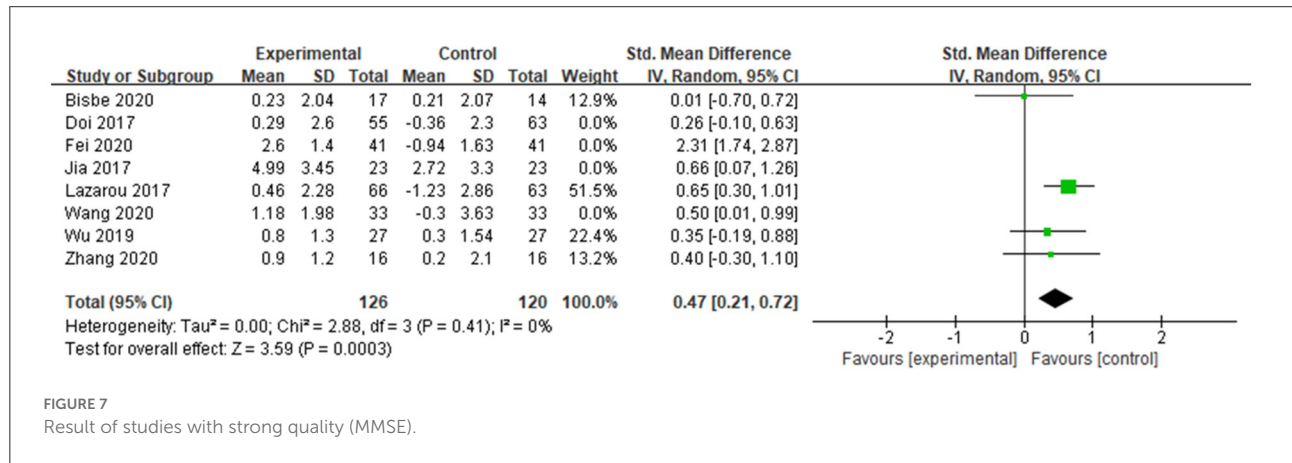 Experimental Control Std. Mean Difference Std. Mean Difference
Study or Subgroup Mean SD Total Mean SD Total Weight IV, Random, 95% CI IV, Random, 95% CI
Bisbe 2020 0.23 2.04 17 0.21 2.07 14 12.9% 0.01 [-0.70, 0.72]
Doi 2017 0.29 2.6 55 -0.36 2.3 63 0.0% 0.26 [-0.10, 0.63]
Fei 2020 2.6 1.4 41 -0.94 1.63 41 0.0% 2.31 [1.74, 2.87]
Jia 2017 4.99 3.45 23 2.72 3.3 23 0.0% 0.66 [0.07, 1.26]
Lazarou 2017 0.46 2.28 66 -1.23 2.86 63 51.5% 0.65 [0.30, 1.01]
Wang 2020 1.18 1.98 33 -0.3 3.63 33 0.0% 0.50 [0.01, 0.99]
Wu 2019 0.8 1.3 27 0.3 1.54 27 22.4% 0.35 [-0.19, 0.88]
Zhang 2020 0.9 1.2 16 0.2 2.1 16 13.2% 0.40 [-0.30, 1.10]
Total (95% CI) 126 120 100.0% 0.47 [0.21, 0.72]
Heterogeneity: Tau² = 0.00; Chi² = 2.88, df = 3 (P = 0.41); I² = 0%
Test for overall effect: Z = 3.59 (P = 0.0003)
-2 -1 0 1 2
Favours [experimental] Favours [control]
FIGURE 7
Result of studies with strong quality (MMSE).